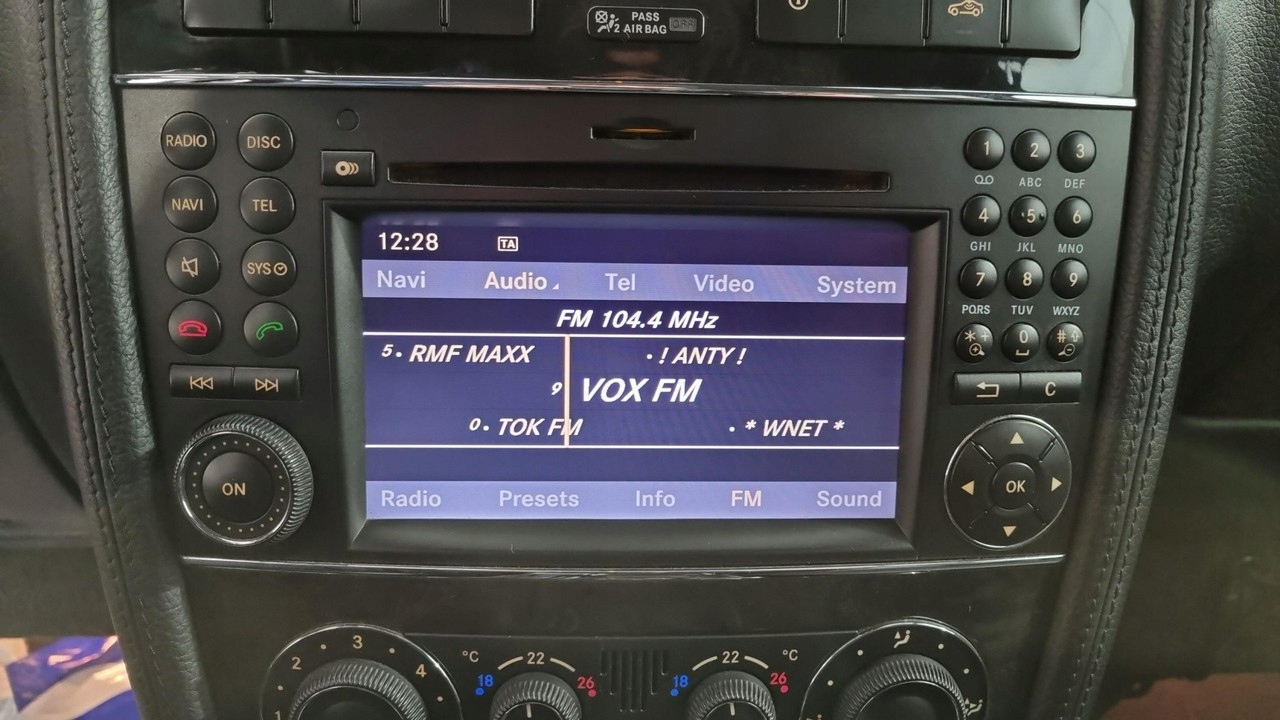 PASS
2 AIRBAG OFF
RADIO DISC
NAVI TEL
SYS
ON
12:28 TA
Navi Audio Tel Video System
FM 104.4 MHz
5· RMF MAXX · ! ANTY !
9 VOX FM
0· TOK FM · * WNET *
Radio Presets Info FM Sound
1 2 3
ABC DEF
4 5 6
GHI JKL MNO
7 8 9
PQRS TUV WXYZ
* + 0 # ⇧
C
OK
1 2 3 4
°C 18 22 26
18 22 26 °C